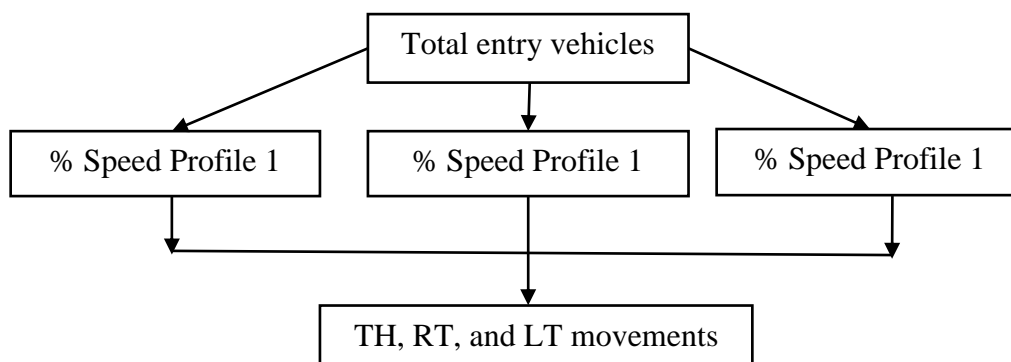 Total entry vehicles
% Speed Profile 1
% Speed Profile 1
% Speed Profile 1
TH, RT, and LT movements